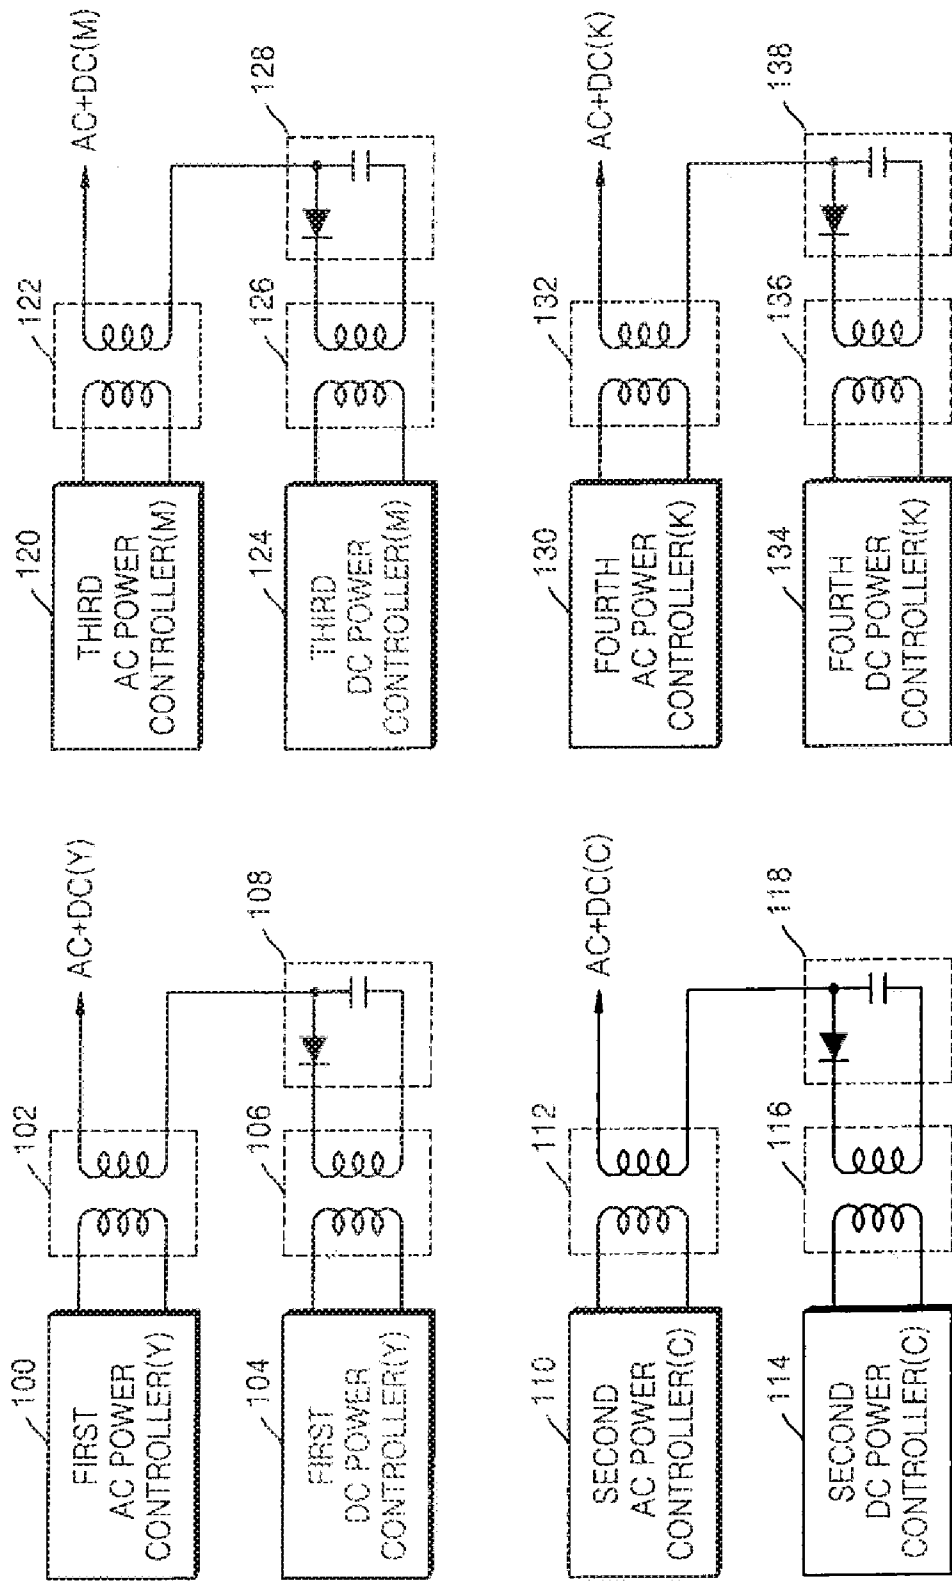 100
FIRST
AC POWER
CONTROLLER(Y)
102
AC+DC(Y)
104
FIRST
DC POWER
CONTROLLER(Y)
106
108
110
SECOND
AC POWER
CONTROLLER(C)
112
AC+DC(C)
114
SECOND
DC POWER
CONTROLLER(C)
116
118
120
THIRD
AC POWER
CONTROLLER(M)
122
AC+DC(M)
124
THIRD
DC POWER
CONTROLLER(M)
126
128
130
FOURTH
AC POWER
CONTROLLER(K)
132
AC+DC(K)
134
FOURTH
DC POWER
CONTROLLER(K)
136
138